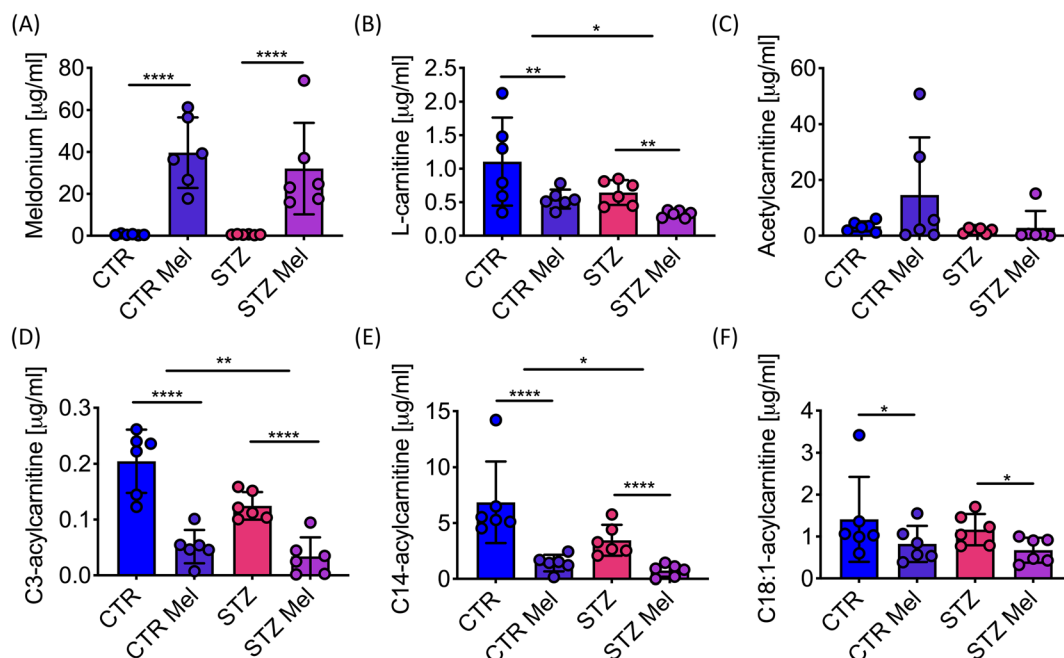 (A)
Meldonium [µg/ml]
80
60
40
20
0
****
****
CTR
CTR Mel
STZ
STZ Mel
(B)
L-carnitine [µg/ml]
2.5
2.0
1.5
1.0
0.5
0.0
*
**
**
CTR
CTR Mel
STZ
STZ Mel
(C)
Acetylcarnitine [µg/ml]
60
40
20
0
CTR
CTR Mel
STZ
STZ Mel
(D)
C3-acylcarnitine [µg/ml]
0.3
0.2
0.1
0.0
**
****
****
CTR
CTR Mel
STZ
STZ Mel
(E)
C14-acylcarnitine [µg/ml]
15
10
5
0
*
****
****
CTR
CTR Mel
STZ
STZ Mel
(F)
C18:1-acylcarnitine [µg/ml]
4
3
2
1
0
*
*
CTR
CTR Mel
STZ
STZ Mel